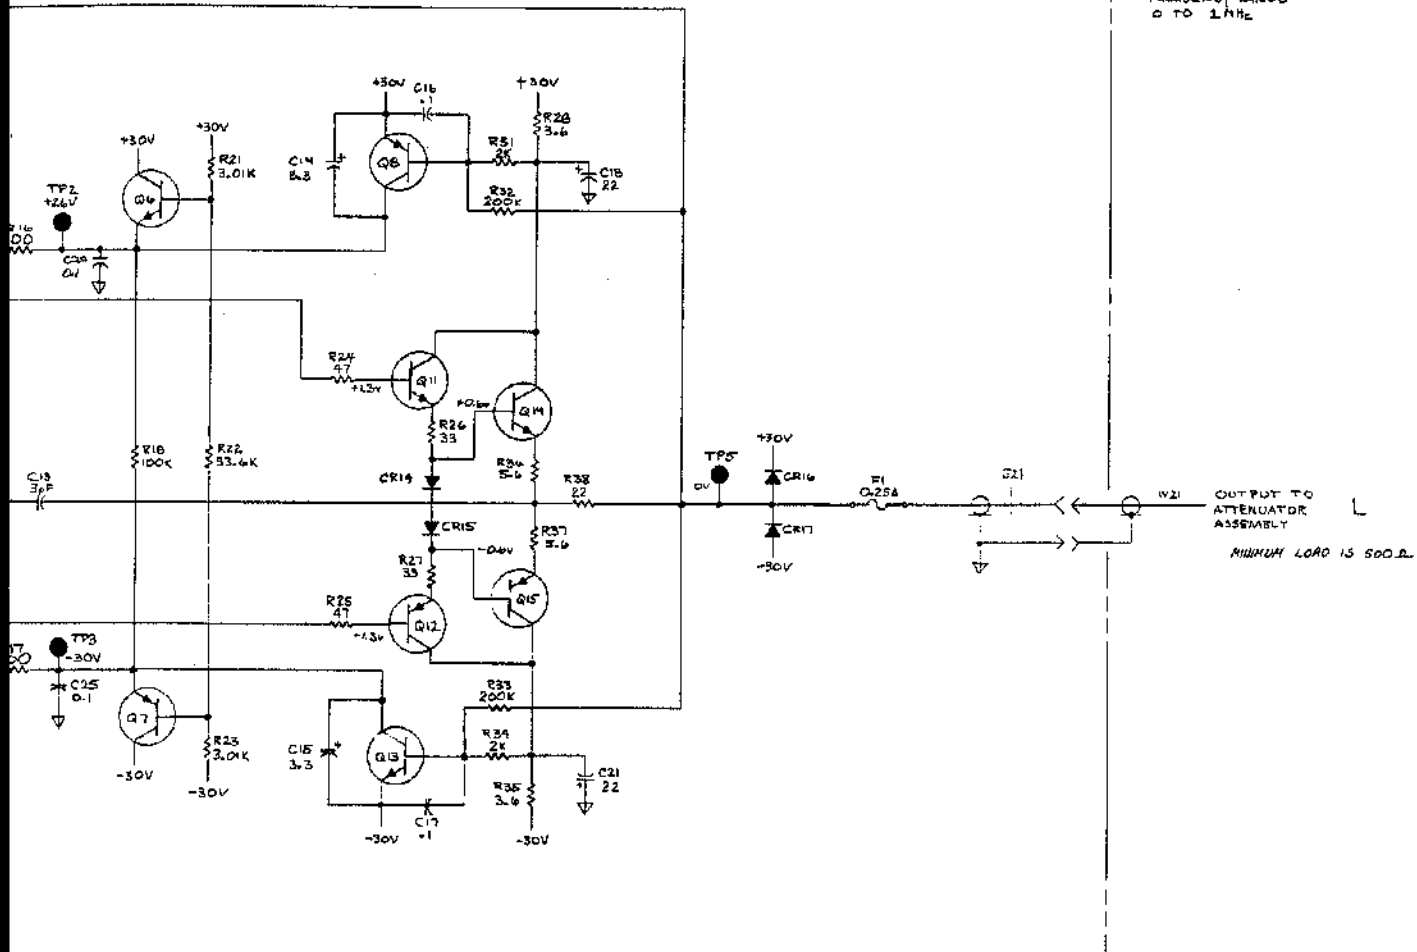 0 TO 1MHz
+30V
C16
.1
+30V
R28
3.6
+30V
+30V
R21
3.01K
C14
3.3
Q8
R31
2K
C18
22
TP2
+26V
Q6
R32
200K
R16
0.1
R24
47
+1.3V
Q11
+0.6V
Q14
R26
33
C13
3pF
R18
100K
R22
53.6K
CR14
R36
5.6
R38
22
TP5
0V
+30V
CR16
F1
0.25A
W21
OUTPUT TO
ATTENUATOR
ASSEMBLY
L
CR15
R37
5.6
CR17
-30V
MINIMUM LOAD IS 500Ω
R27
33
-0.6V
Q15
R25
47
-1.3V
Q12
TP3
-30V
C25
0.1
Q7
R33
200K
R23
3.01K
C15
3.3
Q13
R34
2K
C21
22
R35
3.6
-30V
-30V
-30V
C17
.1
-30V